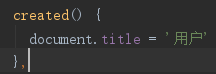 created() {
document.title = '用户'
},